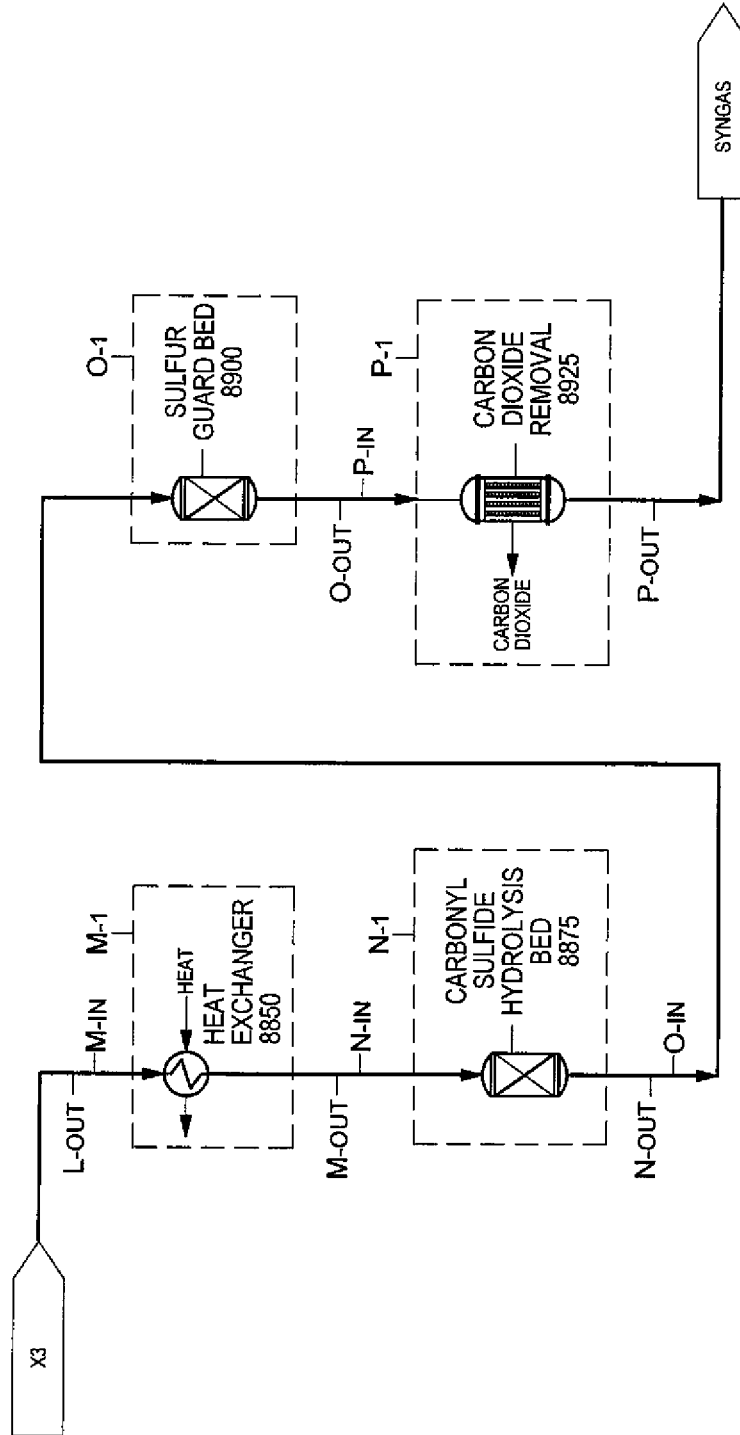 X3
L-OUT
M-IN
M-1
HEAT
HEAT
EXCHANGER
8850
M-OUT
N-IN
N-1
CARBONYL
SULFIDE
HYDROLYSIS
BED
8875
N-OUT
O-IN
O-1
SULFUR
GUARD BED
8900
O-OUT
P-IN
P-1
CARBON
DIOXIDE
REMOVAL
8925
CARBON
DIOXIDE
P-OUT
SYNGAS